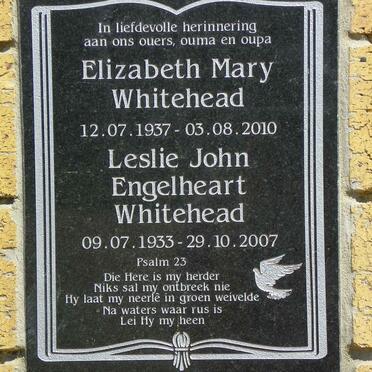 In liefdevolle herinnering
aan ons ouers, ouma en oupa
Elizabeth Mary
Whitehead
12.07.1937 - 03.08.2010
Leslie John
Engelheart
Whitehead
09.07.1933 - 29.10.2007
Psalm 23
Die Here is my herder
Niks sal my ontbreek nie
Hy laat my neerlê in groen weivelde
Na waters waar rus is
Lei Hy my heen